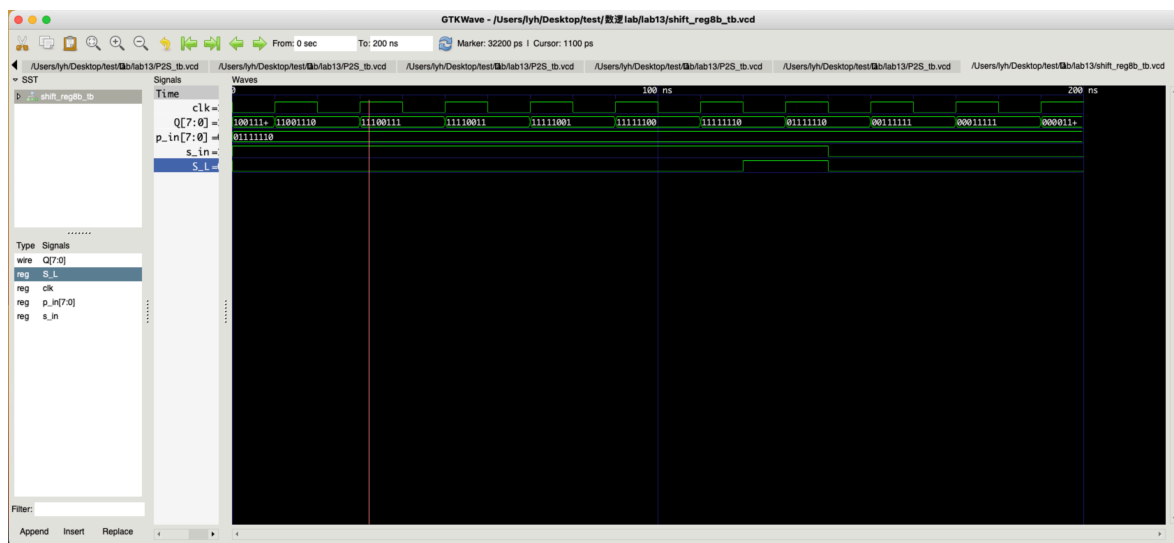 GTKWave - /Users/lyh/Desktop/test/数逻lab/lab13/shift_reg8b_tb.vcd
From: 0 sec To: 200 ns Marker: 32200 ps | Cursor: 1100 ps
/Users/lyh/Desktop/test/lab/lab13/P2S_tb.vcd /Users/lyh/Desktop/test/lab/lab13/P2S_tb.vcd /Users/lyh/Desktop/test/lab/lab13/P2S_tb.vcd /Users/lyh/Desktop/test/lab/lab13/P2S_tb.vcd /Users/lyh/Desktop/test/lab/lab13/P2S_tb.vcd /Users/lyh/Desktop/test/lab/lab13/shift_reg8b_tb.vcd
SST
shift_reg8b_tb
Type Signals
wire Q[7:0]
reg S_L
reg clk
reg p_in[7:0]
reg s_in
Filter:
Append Insert Replace
Signals
Time
clk=
Q[7:0]=
p_in[7:0]=
s_in=
S_L=
Waves
0 100 ns 200 ns
100111+ 11001110 11100111 11110011 11111001 11111100 11111110 01111110 00111111 00011111 000011+
01111110